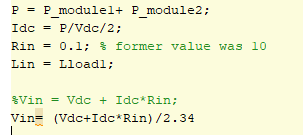 P = P_module1+ P_module2;
Idc = P/Vdc/2;
Rin = 0.1; % former value was 10
Lin = Lload1;
%Vin = Vdc + Idc*Rin;
Vin= (Vdc+Idc*Rin)/2.34